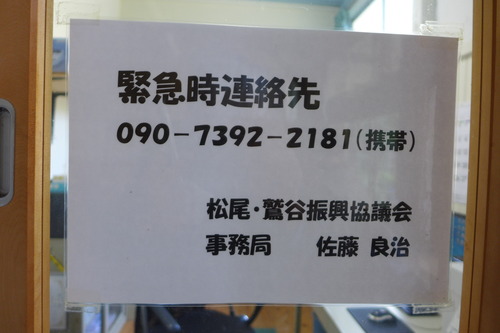 緊急時連絡先
090-7392-2181(携帯)
松尾・鷲谷振興協議会
事務局 佐藤 良治